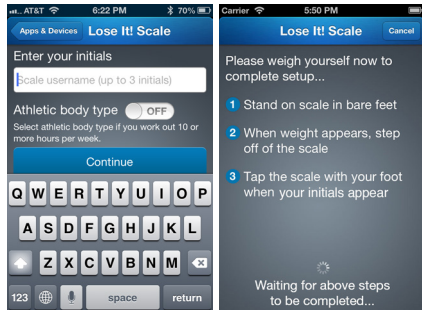 AT&T 6:22 PM 70%
Apps & Devices Lose It! Scale
Enter your initials
Scale username (up to 3 initials)
Athletic body type OFF
Select athletic body type if you work out 10 or
more hours per week.
Continue
Q W E R T Y U I O P
A S D F G H J K L
Z X C V B N M
123 space return
Carrier 5:50 PM
Lose It! Scale Cancel
Please weigh yourself now to
complete setup...
1 Stand on scale in bare feet
2 When weight appears, step
off of the scale
3 Tap the scale with your foot
when your initials appear
Waiting for above steps
to be completed...